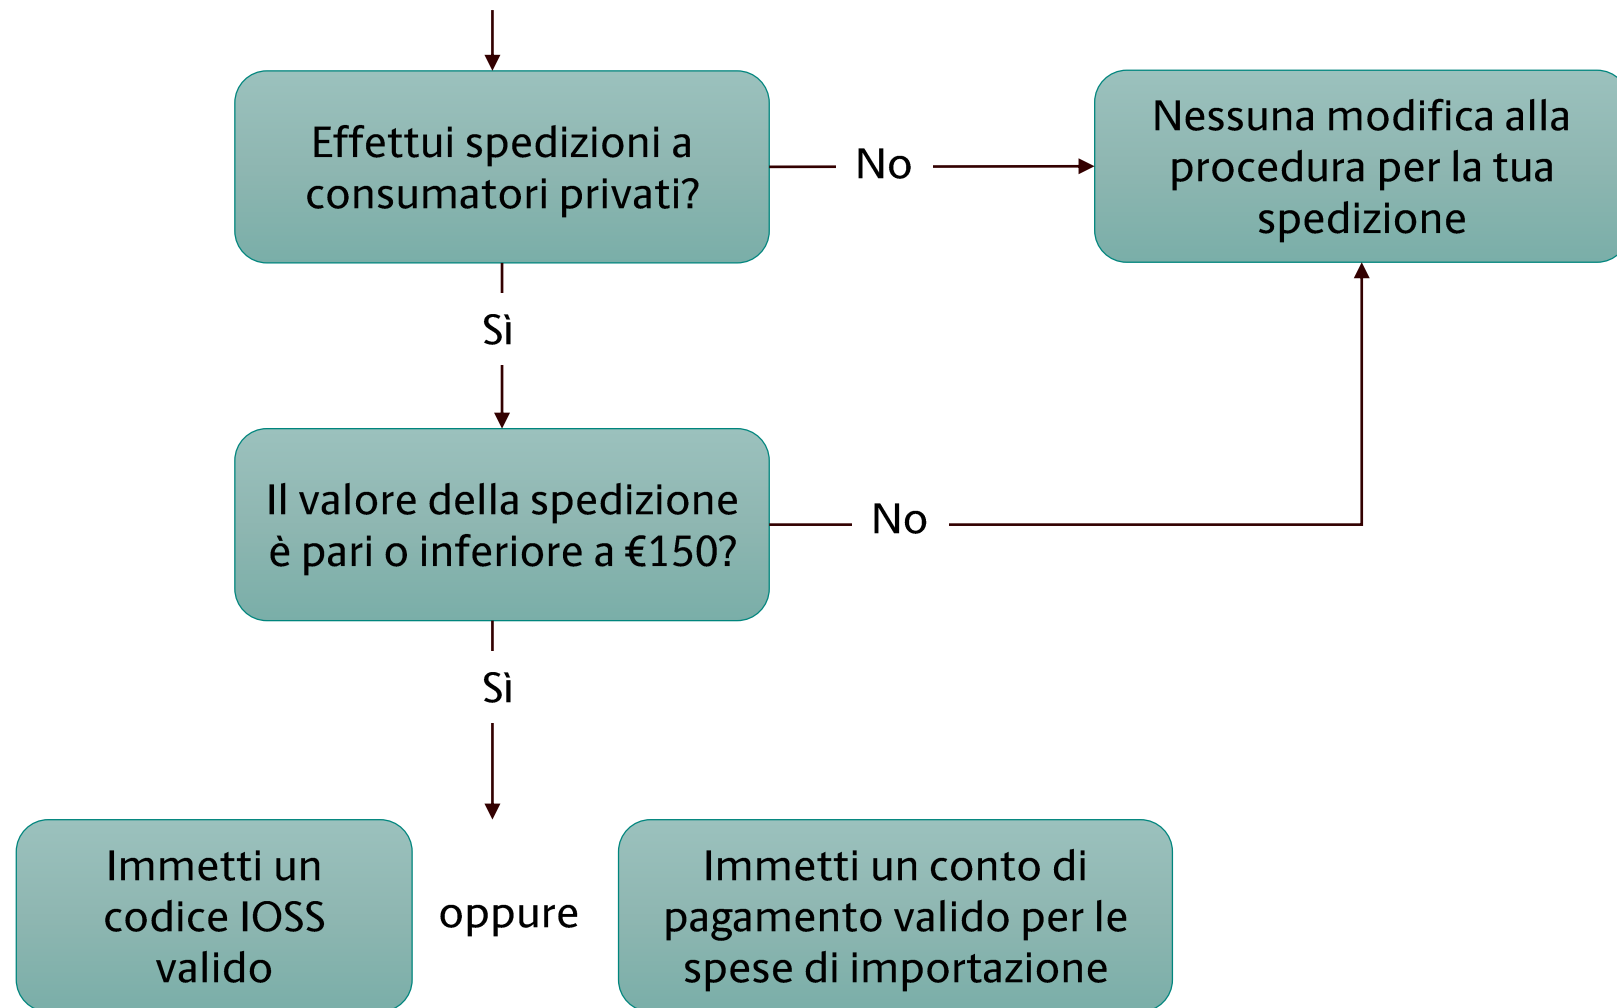 Effettui spedizioni a
consumatori privati?
No
Nessuna modifica alla
procedura per la tua
spedizione
Sì
Il valore della spedizione
è pari o inferiore a €150?
No
Sì
Immetti un
codice IOSS
valido
oppure
Immetti un conto di
pagamento valido per le
spese di importazione